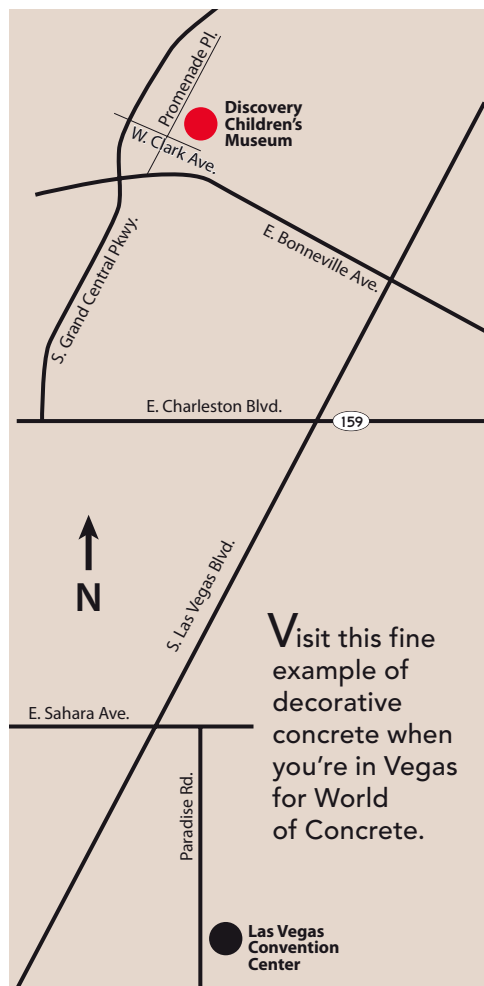 Promenade Pl.
Discovery
Children’s
Museum
W. Clark Ave.
S. Grand Central Pkwy.
E. Bonneville Ave.
E. Charleston Blvd.
159
N
S. Las Vegas Blvd.
Visit this fine
example of
decorative
concrete when
you’re in Vegas
for World
of Concrete.
E. Sahara Ave.
Paradise Rd.
Las Vegas
Convention
Center